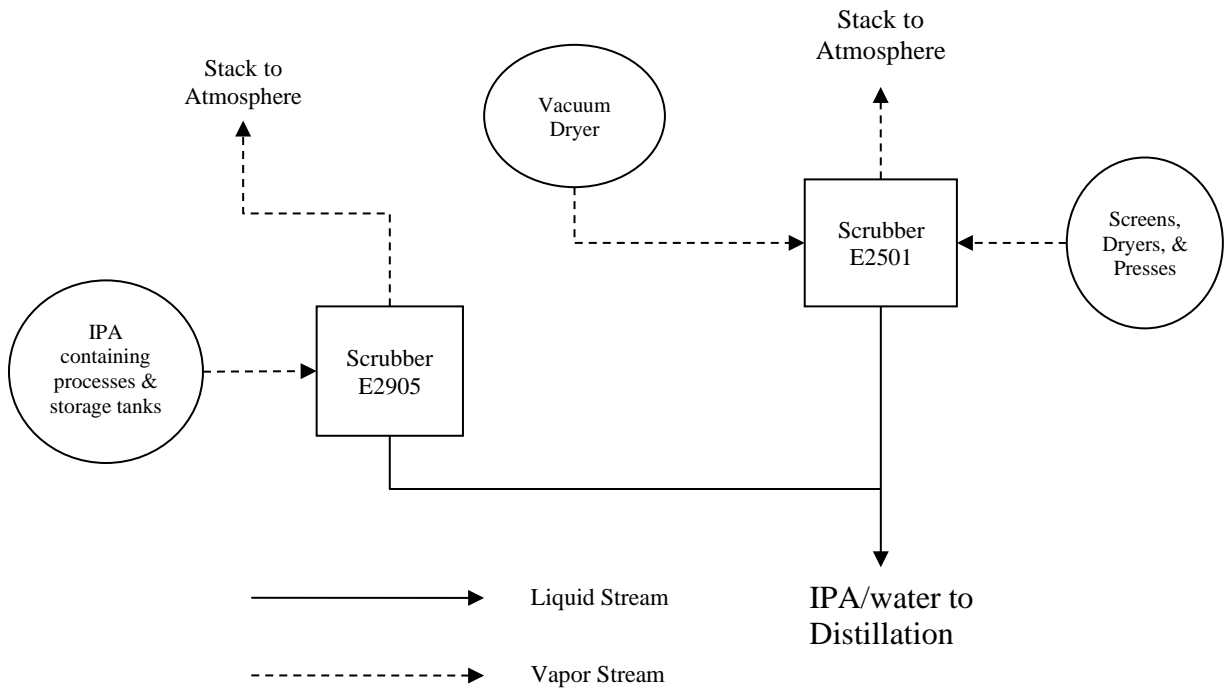 Stack to
Atmosphere
Stack to
Atmosphere
Vacuum
Dryer
Screens,
Dryers, &
Presses
Scrubber
E2501
IPA
containing
processes &
storage tanks
Scrubber
E2905
IPA/water to
Distillation
Liquid Stream
Vapor Stream